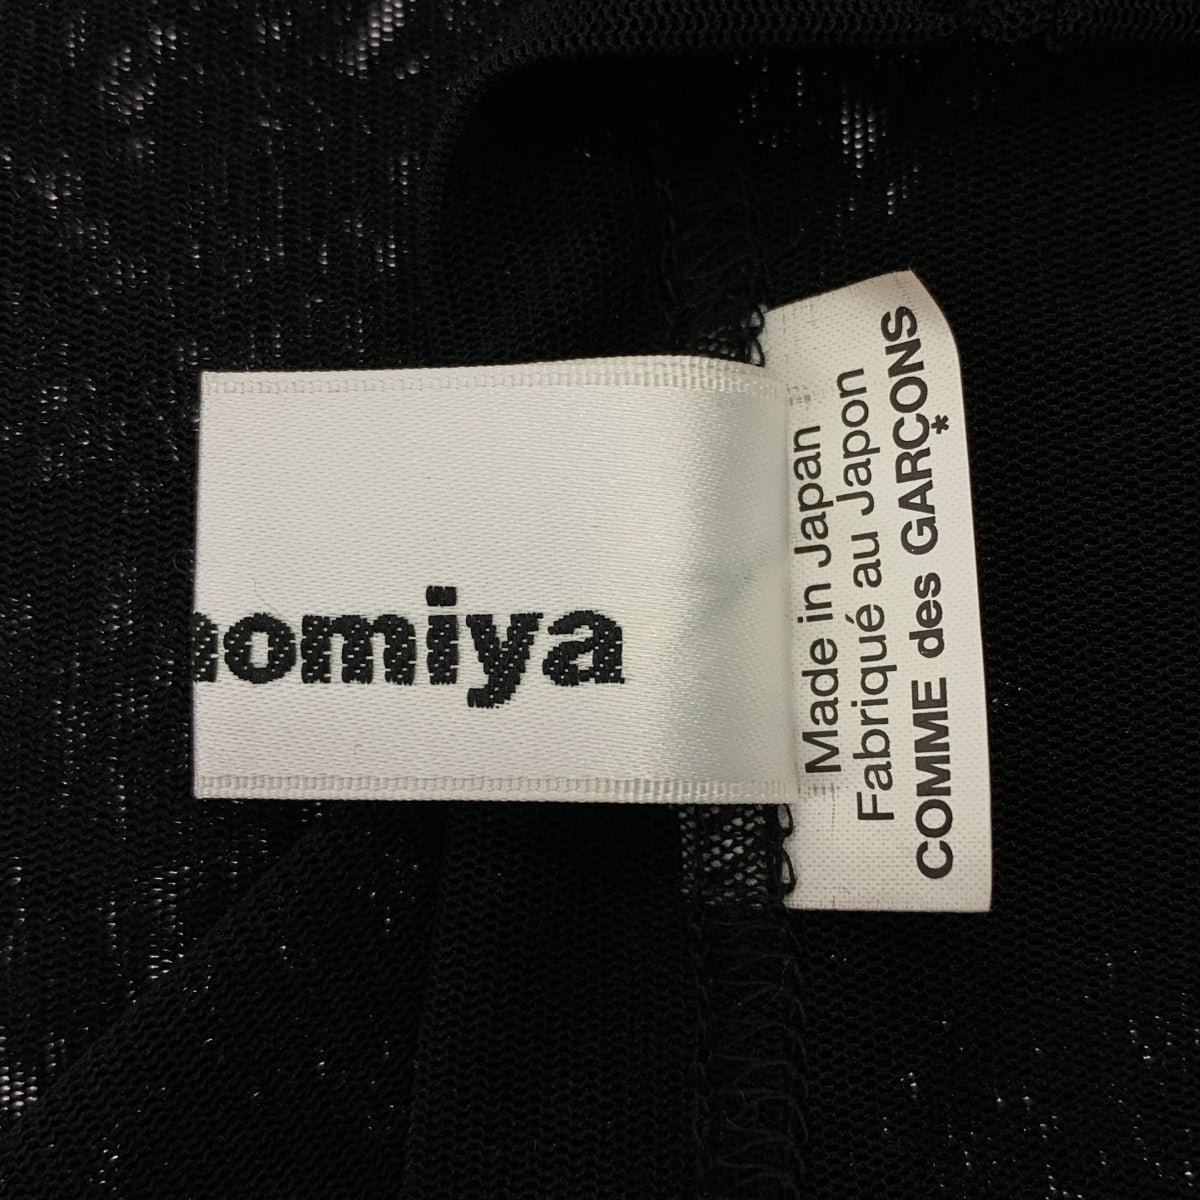 nomiya
Made in Japan
Fabriqué au Japon
COMME des GARÇONS
*